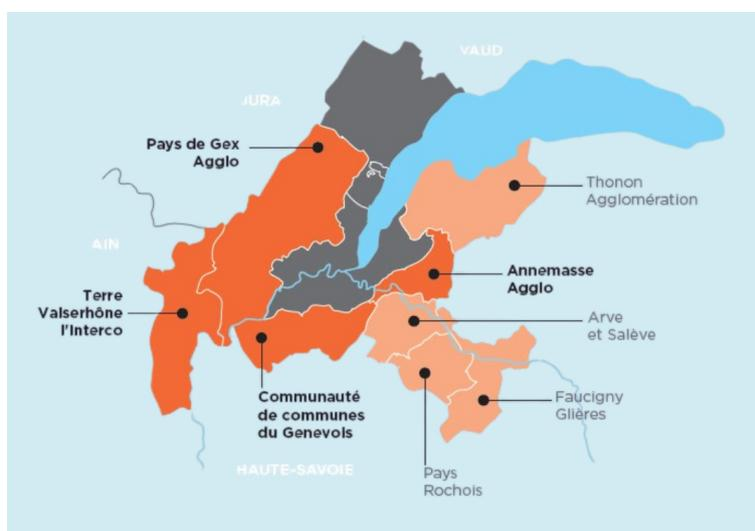 VAUD
JURA
Pays de Gex
Agglo
Thonon
Agglomération
AIN
Annemasse
Agglo
Terre
Valserhône
l'Interco
Arve
et Salève
Communauté
de communes
du Genevois
Faucigny
Glières
HAUTE-SAVOIE
Pays
Rochois